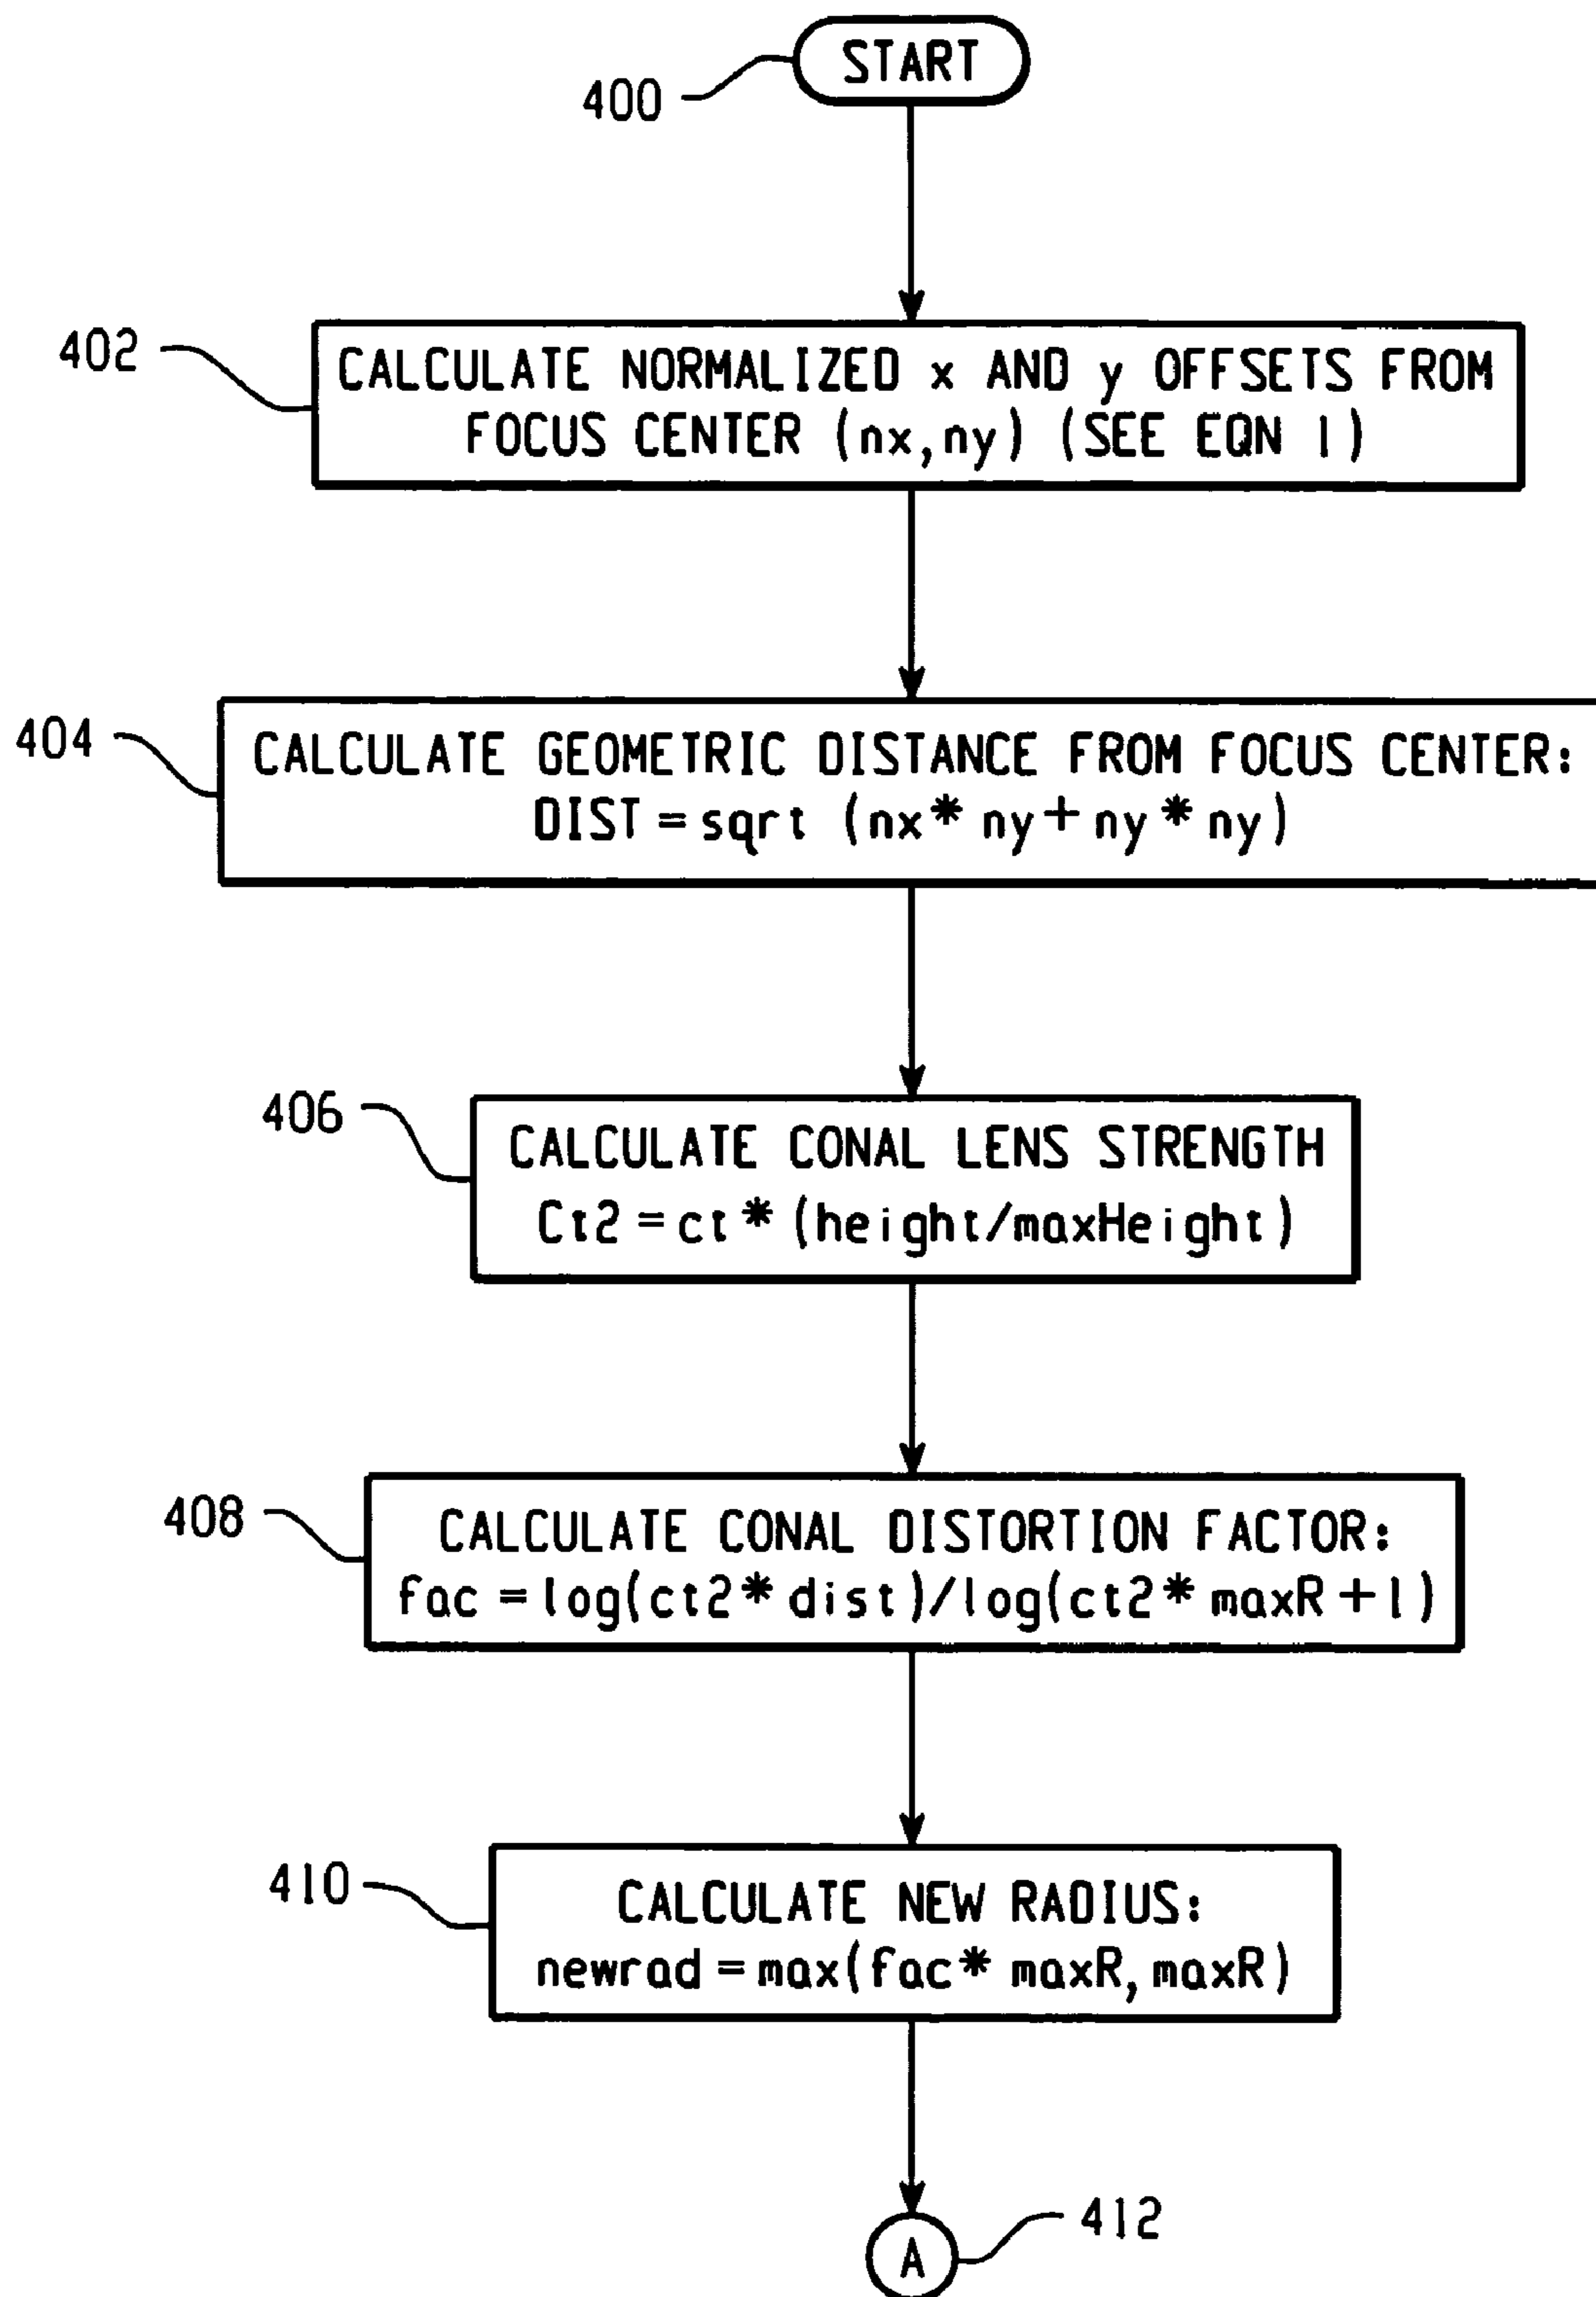 START
400
402
CALCULATE NORMALIZED x AND y OFFSETS FROM
FOCUS CENTER (nx,ny) (SEE EQN 1)
404
CALCULATE GEOMETRIC DISTANCE FROM FOCUS CENTER:
DIST = sqrt (nx* ny+ny * ny)
406
CALCULATE CONAL LENS STRENGTH
Ct2 = ct * (height/maxHeight)
408
CALCULATE CONAL DISTORTION FACTOR:
fac = log(ct2* dist)/log(ct2* maxR +1)
410
CALCULATE NEW RADIUS:
newrad = max(fac* maxR, maxR)
412
A